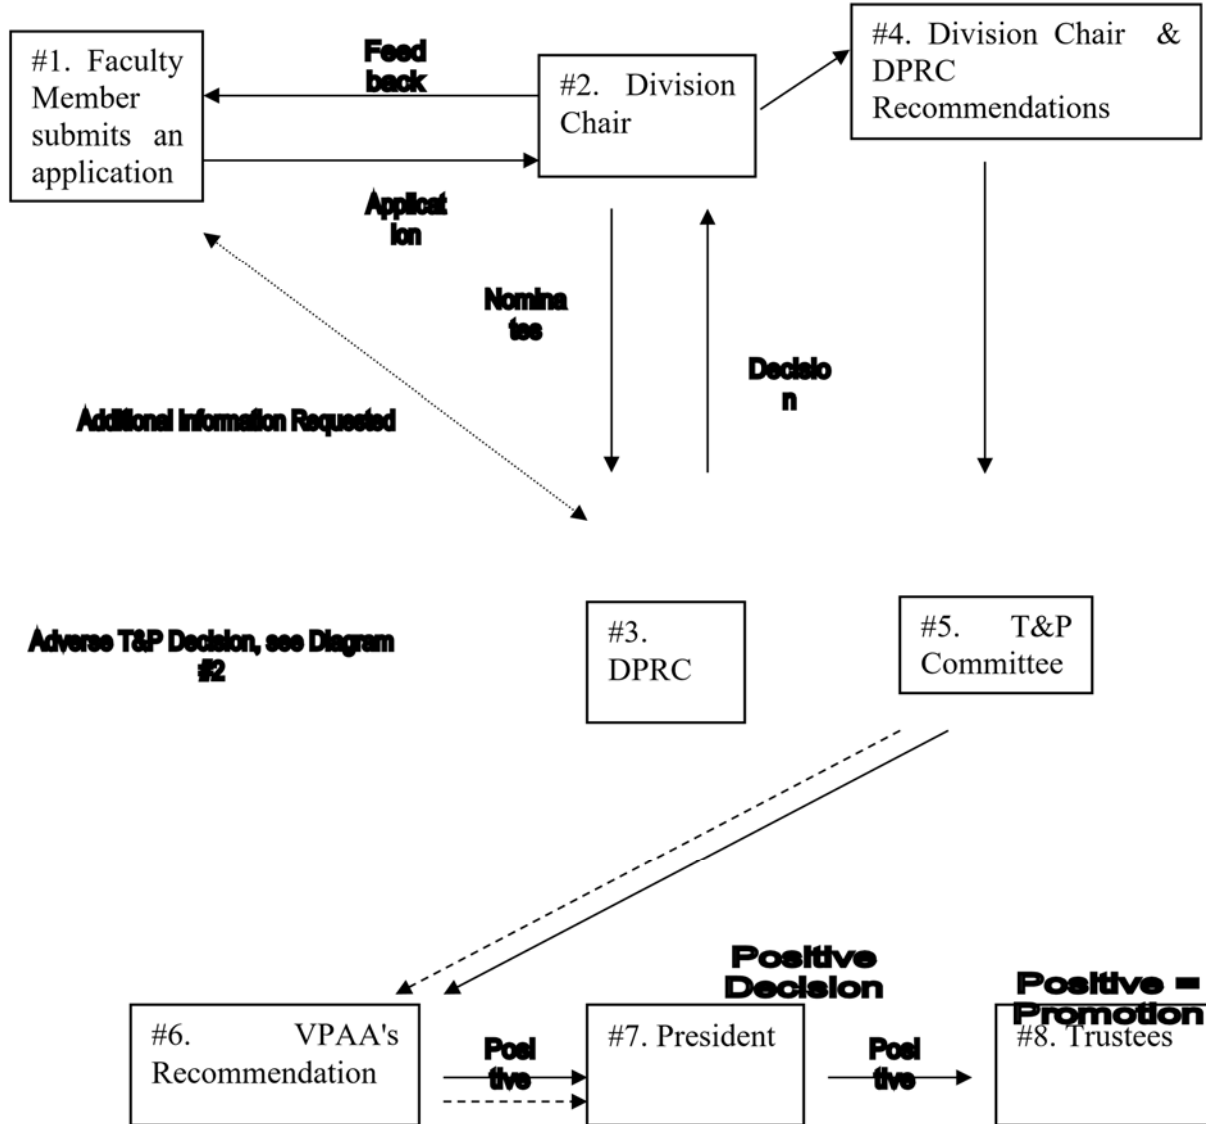 #1. Faculty
Member
submits an
application
Feed
back
#2. Division
Chair
#4. Division Chair &
DPRC
Recommendations
Applicat
ion
Nomina
tes
Decisio
n
Additional Information Requested
Adverse T&P Decision, see Diagram
#2
#3.
DPRC
#5. T&P
Committee
Positive
Decision
Positive =
Promotion
#6. VPAA's
Recommendation
Posi
tive
#7. President
Posi
tive
#8. Trustees